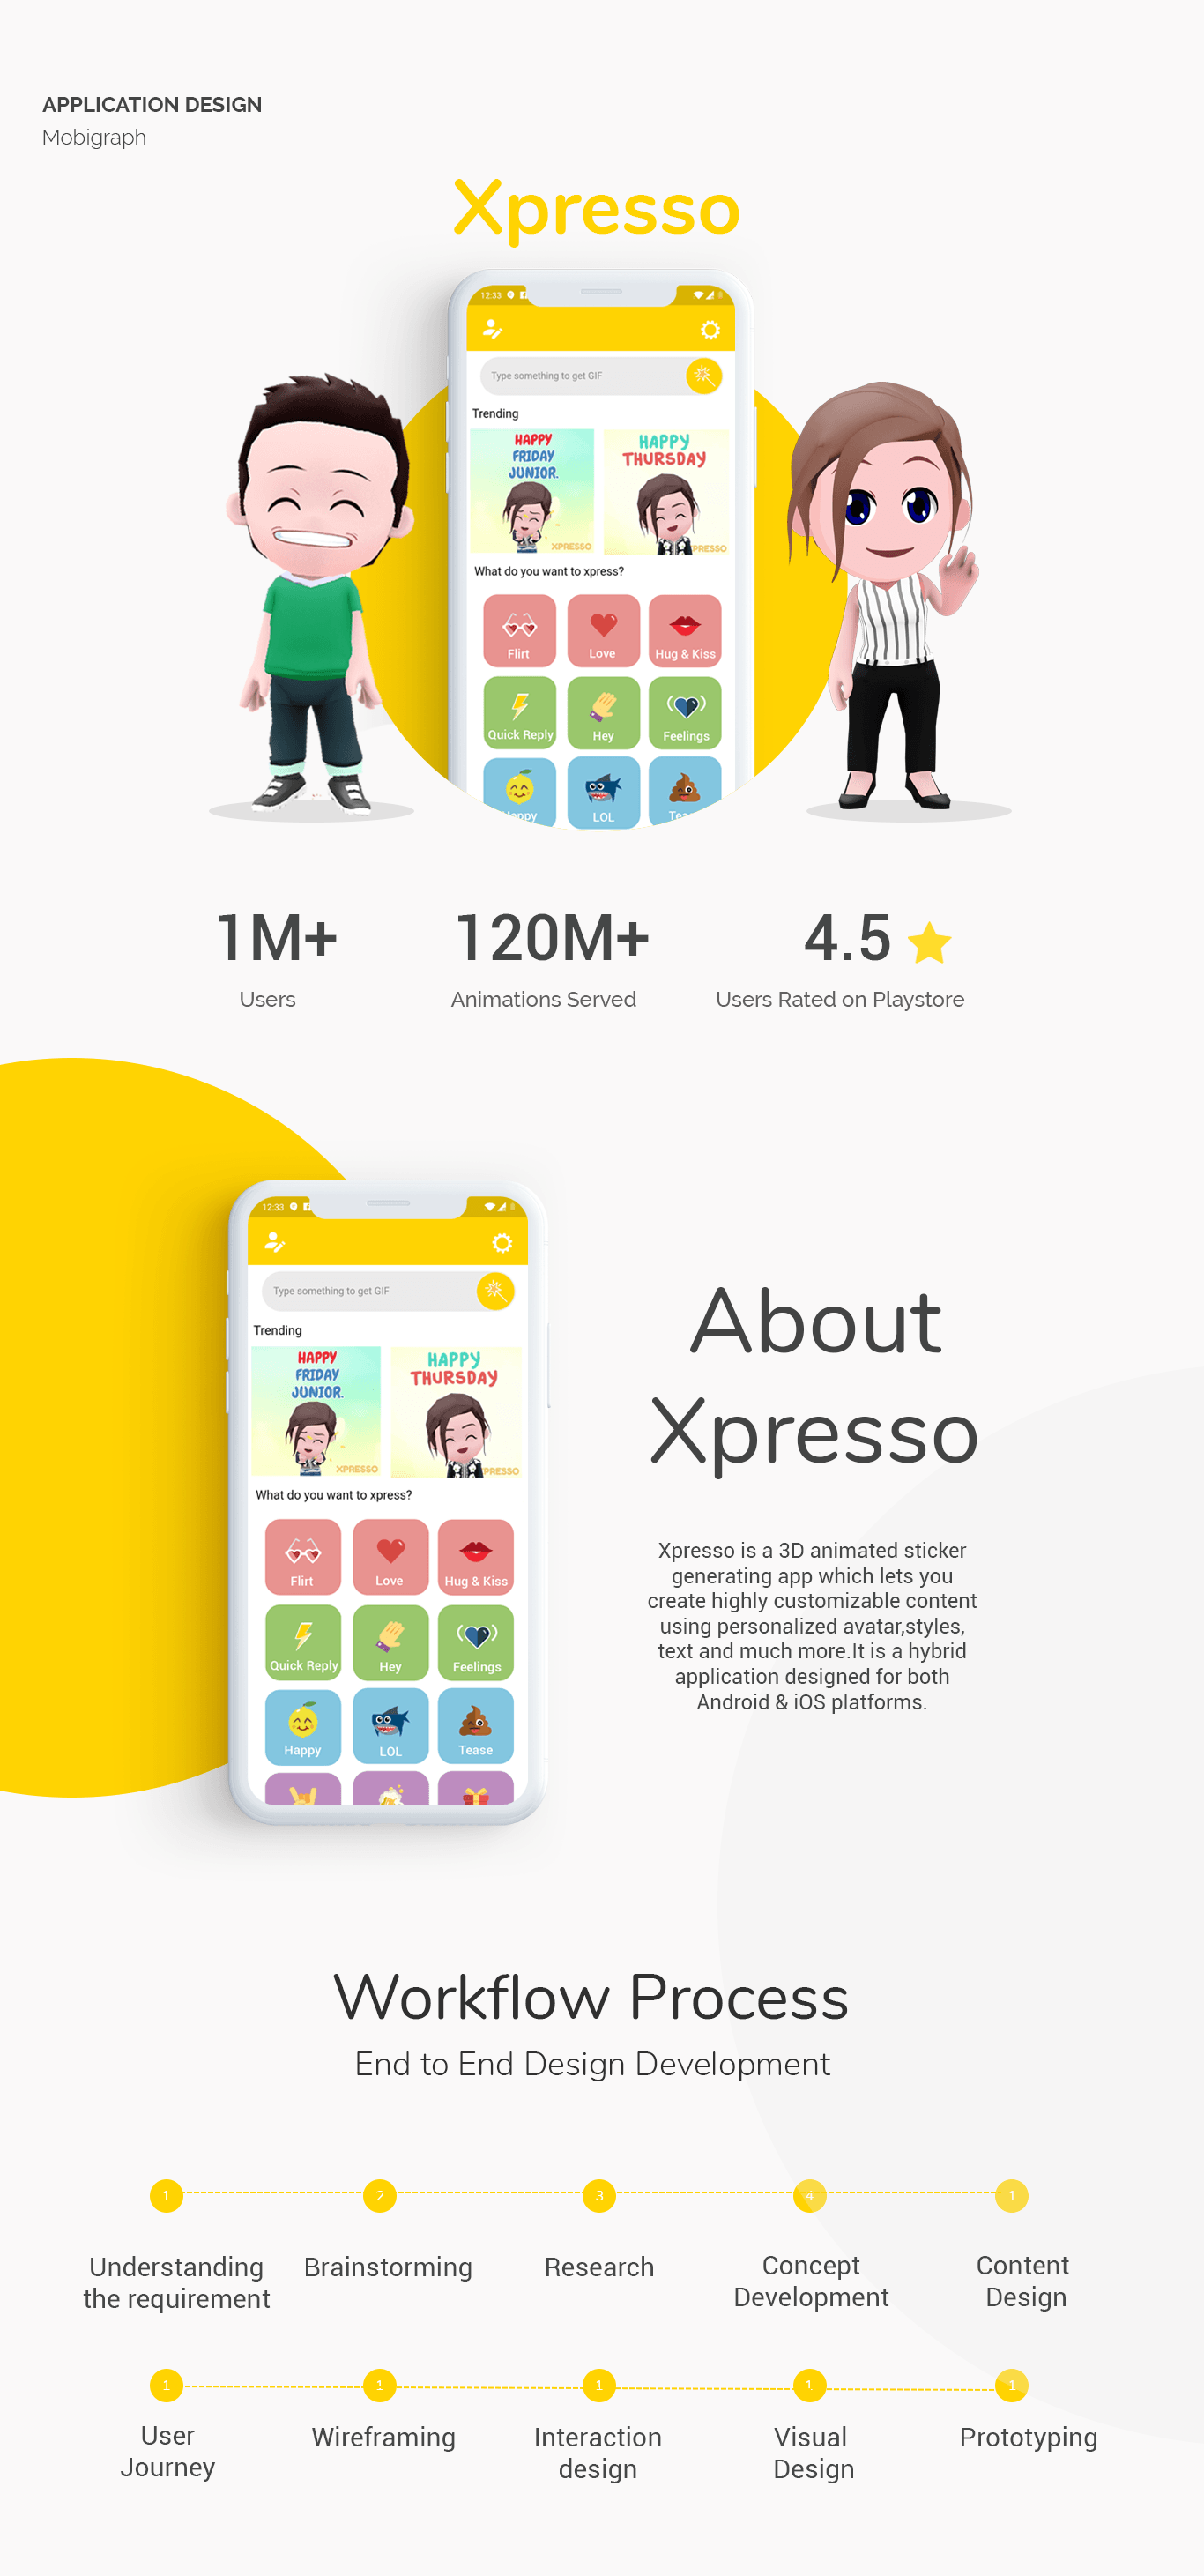 APPLICATION DESIGN
Mobigraph
Xpresso
12:33
Type something to get GIF
Trending
HAPPY
FRIDAY
JUNIOR.
XPRESSO
HAPPY
THURSDAY
PRESSO
What do you want to xpress?
Flirt
Love
Hug & Kiss
Quick Reply
Hey
Feelings
Happy
LOL
Tease
1M+
120M+
4.5
Users
Animations Served
Users Rated on Playstore
12:33
Type something to get GIF
Trending
HAPPY
FRIDAY
JUNIOR.
XPRESSO
HAPPY
THURSDAY
PRESSO
What do you want to xpress?
Flirt
Love
Hug & Kiss
Quick Reply
Hey
Feelings
Happy
LOL
Tease
About
Xpresso
Xpresso is a 3D animated sticker
generating app which lets you
create highly customizable content
using personalized avatar,styles,
text and much more.It is a hybrid
application designed for both
Android & iOS platforms.
Workflow Process
End to End Design Development
1
2
3
4
1
Understanding
the requirement
Brainstorming
Research
Concept
Development
Content
Design
1
1
1
1
1
User
Journey
Wireframing
Interaction
design
Visual
Design
Prototyping